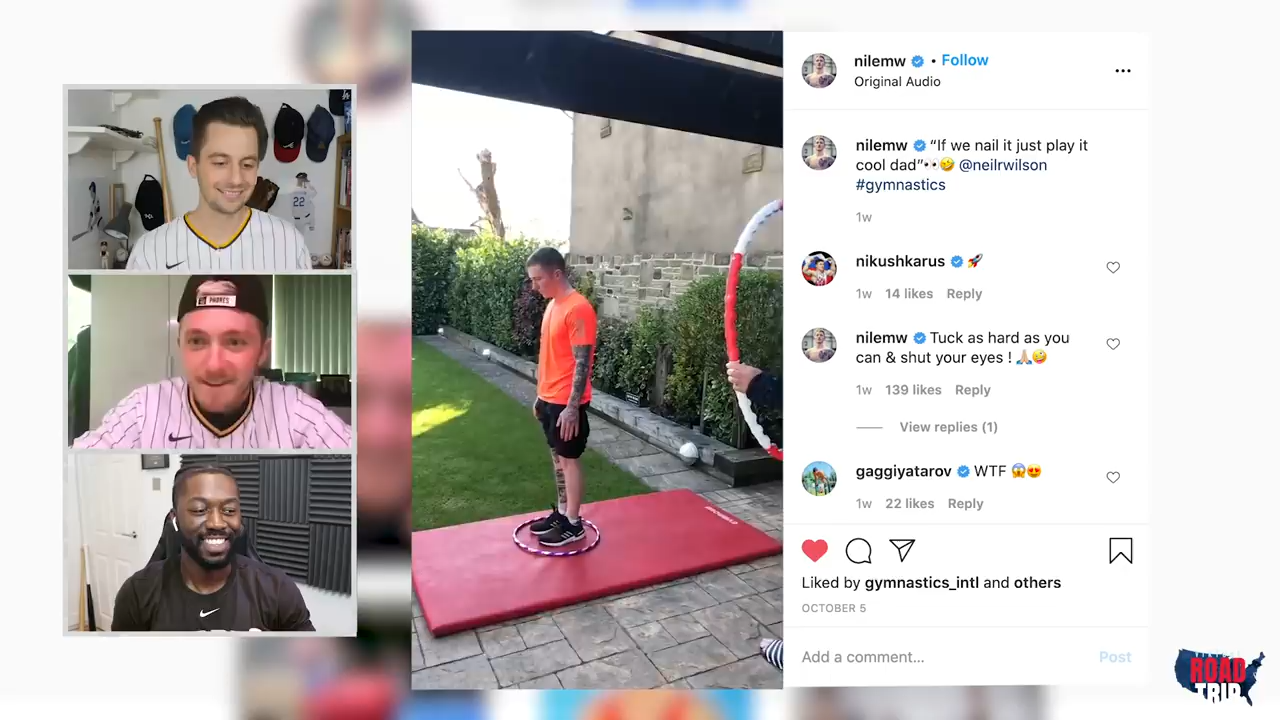 nilemw • Follow
Original Audio
nilemw “If we nail it just play it
cool dad”👀🤣 @neilrwilson
#gymnastics
1w
nikushkarus 🚀
1w 14 likes Reply
nilemw Tuck as hard as you
can & shut your eyes ! 🙏🏼🤪
1w 139 likes Reply
View replies (1)
gaggiyatarov WTF 😱😍
1w 22 likes Reply
Liked by gymnastics_intl and others
OCTOBER 5
Add a comment... Post
PADRES
22
ROAD
TRIP